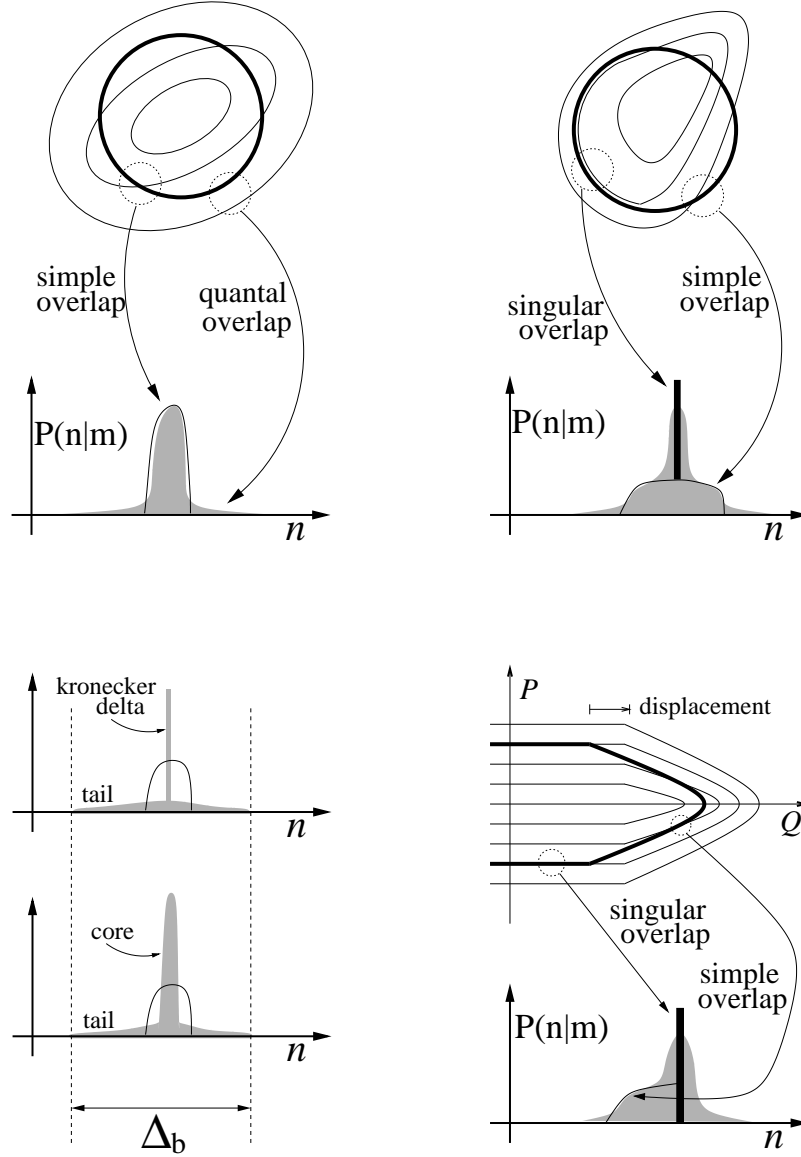 simple
overlap
quantal
overlap
P(n|m)
n
singular
overlap
simple
overlap
P(n|m)
n
kronecker
delta
tail
n
core
tail
n
Δb
P
displacement
Q
singular
overlap
simple
overlap
P(n|m)
n